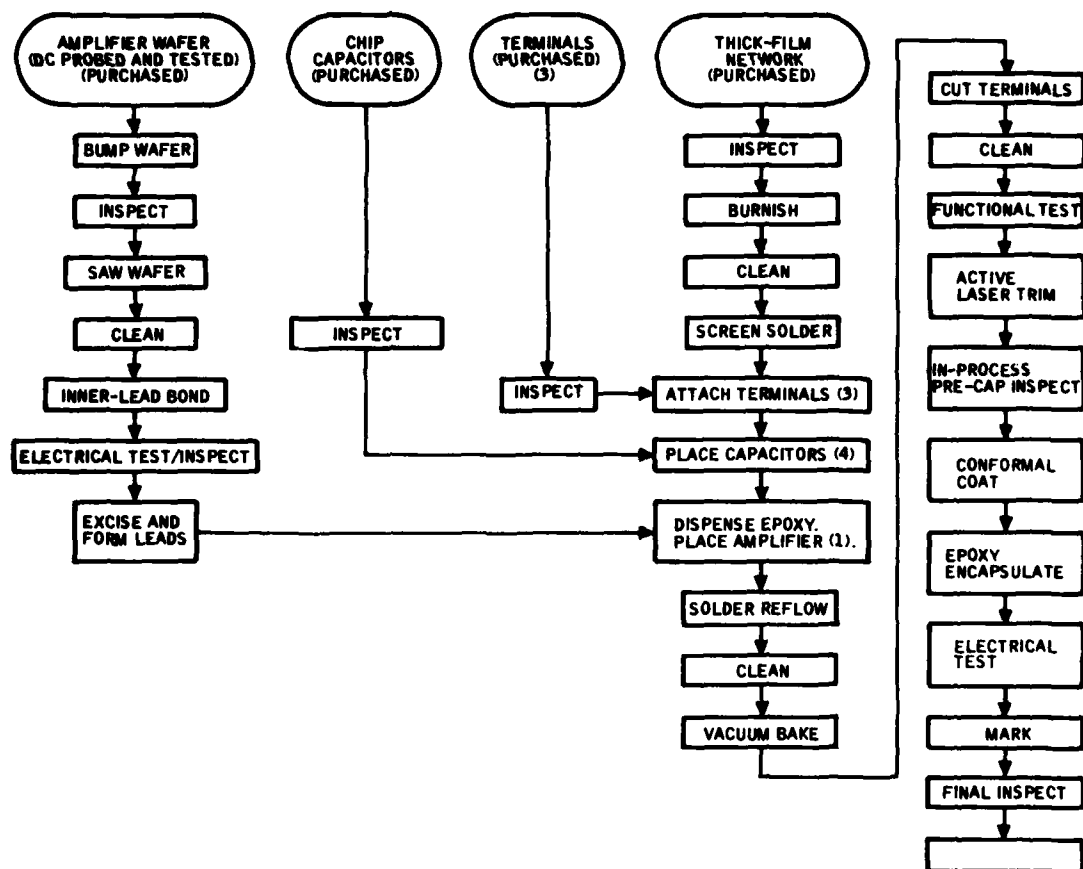 AMPLIFIER WAFER
(DC PROBED AND TESTED)
(PURCHASED)
BUMP WAFER
INSPECT
SAW WAFER
CLEAN
INNER-LEAD BOND
ELECTRICAL TEST/INSPECT
EXCISE AND
FORM LEADS
CHIP
CAPACITORS
(PURCHASED)
INSPECT
TERMINALS
(PURCHASED)
(3)
INSPECT
THICK-FILM
NETWORK
(PURCHASED)
INSPECT
BURNISH
CLEAN
SCREEN SOLDER
ATTACH TERMINALS (3)
PLACE CAPACITORS (4)
DISPENSE EPOXY.
PLACE AMPLIFIER (1).
SOLDER REFLOW
CLEAN
VACUUM BAKE
CUT TERMINALS
CLEAN
FUNCTIONAL TEST
ACTIVE
LASER TRIM
IN-PROCESS
PRE-CAP INSPECT
CONFORMAL
COAT
EPOXY
ENCAPSULATE
ELECTRICAL
TEST
MARK
FINAL INSPECT